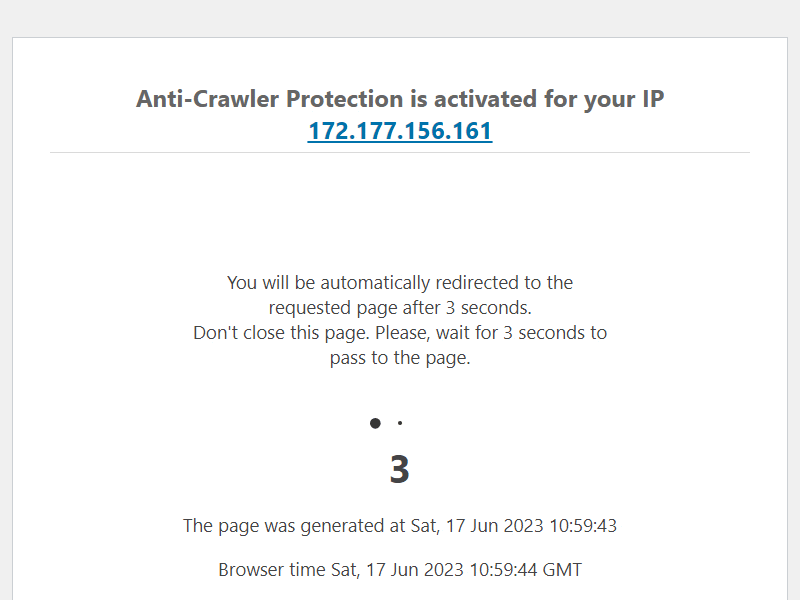 Anti-Crawler Protection is activated for your IP
172.177.156.161
You will be automatically redirected to the
requested page after 3 seconds.
Don't close this page. Please, wait for 3 seconds to
pass to the page.
3
The page was generated at Sat, 17 Jun 2023 10:59:43
Browser time Sat, 17 Jun 2023 10:59:44 GMT